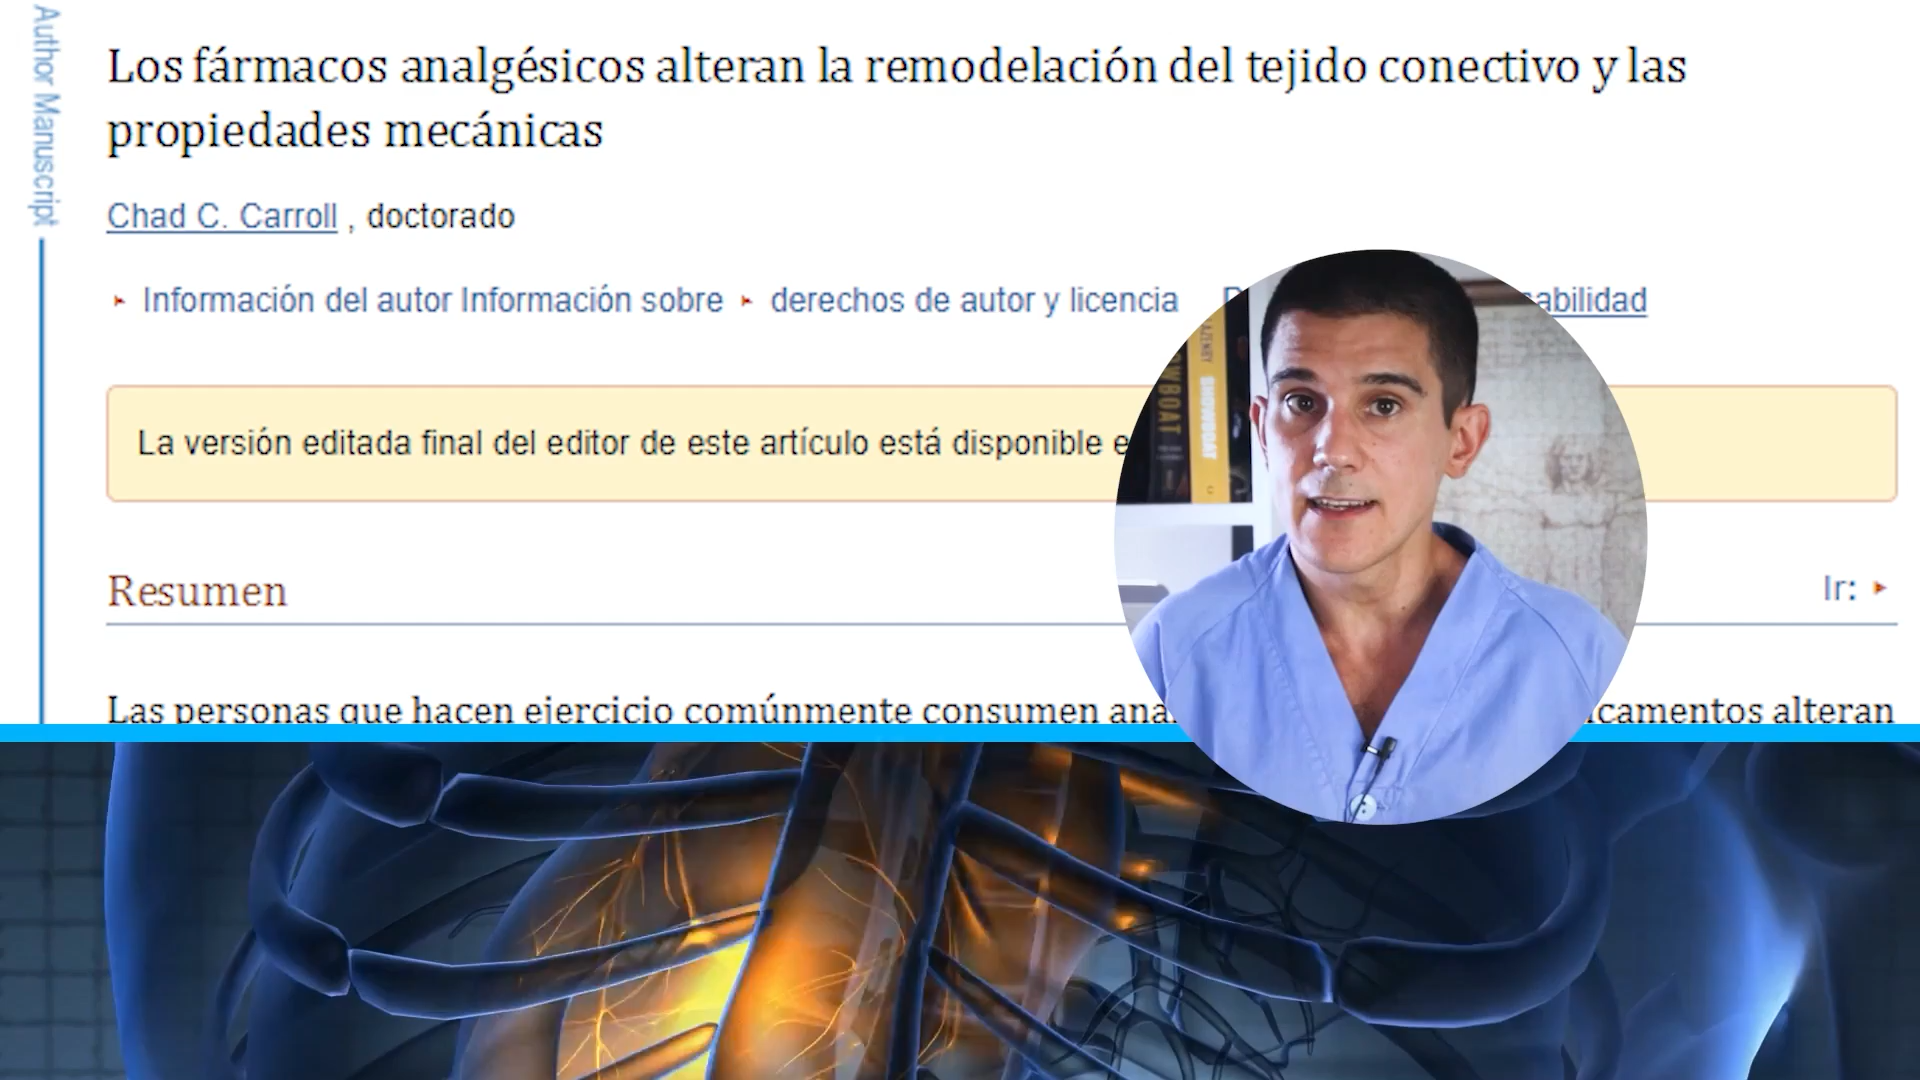 Author Manuscript
Los fármacos analgésicos alteran la remodelación del tejido conectivo y las
propiedades mecánicas
Chad C. Carroll , doctorado
Información del autor Información sobre derechos de autor y licencia sabilidad
La versión editada final del editor de este artículo está disponible
Resumen
Ir:
Las personas que hacen ejercicio comúnmente consumen alteran
SHOWBOAT